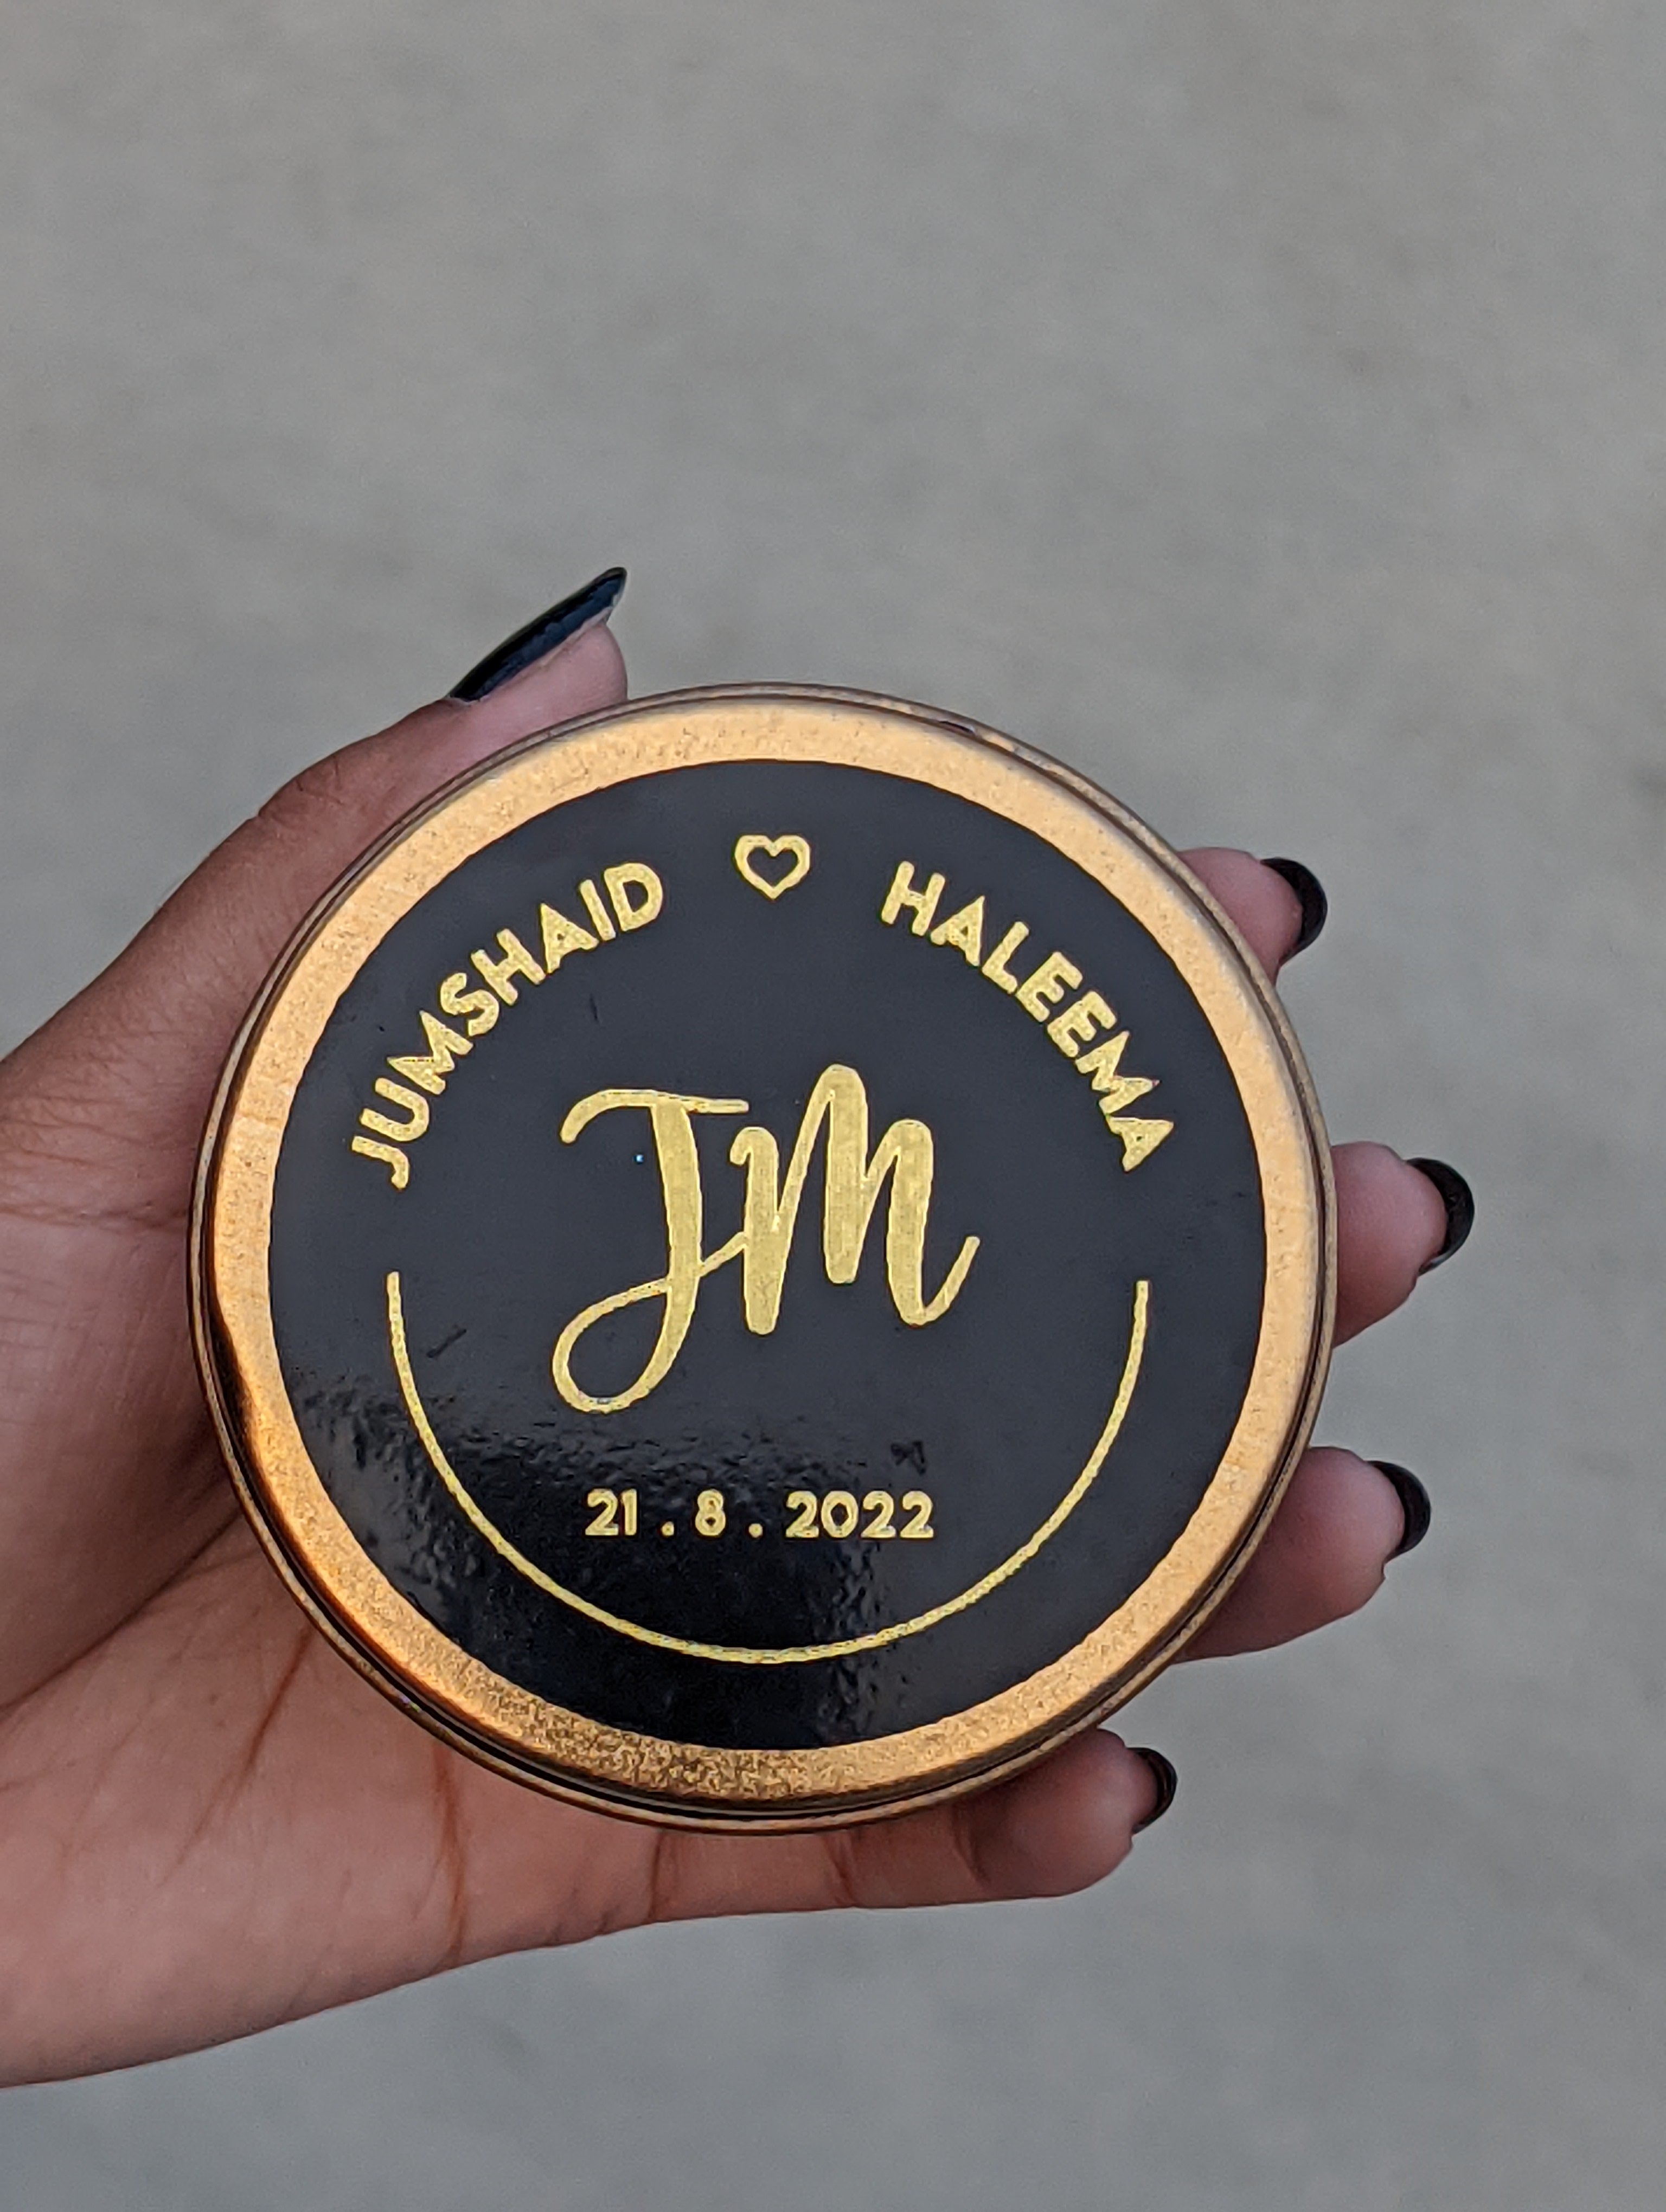 JUMSHAID ♡ HALEEMA
JM
21 . 8 . 2022